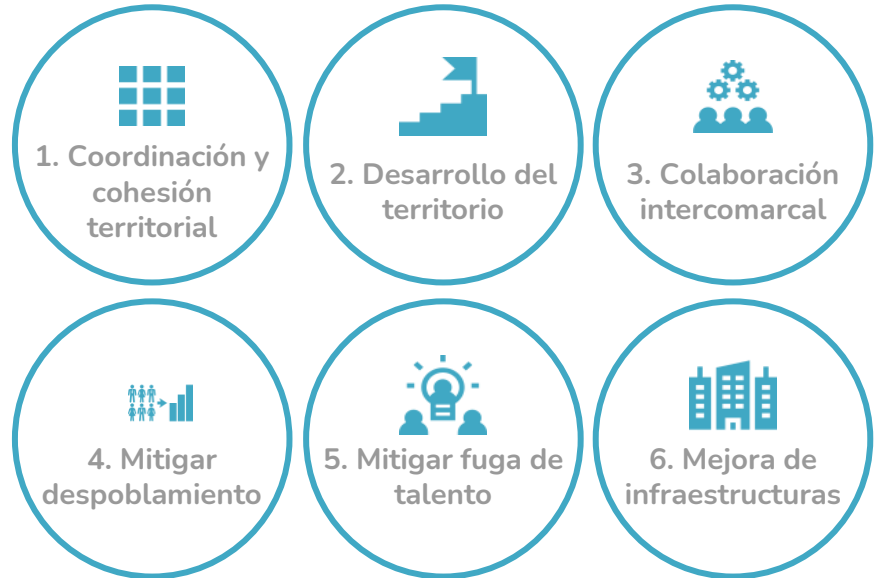 1. Coordinación y
cohesión
territorial
2. Desarrollo del
territorio
3. Colaboración
intercomarcal
4. Mitigar
despoblamiento
5. Mitigar fuga de
talento
6. Mejora de
infraestructuras